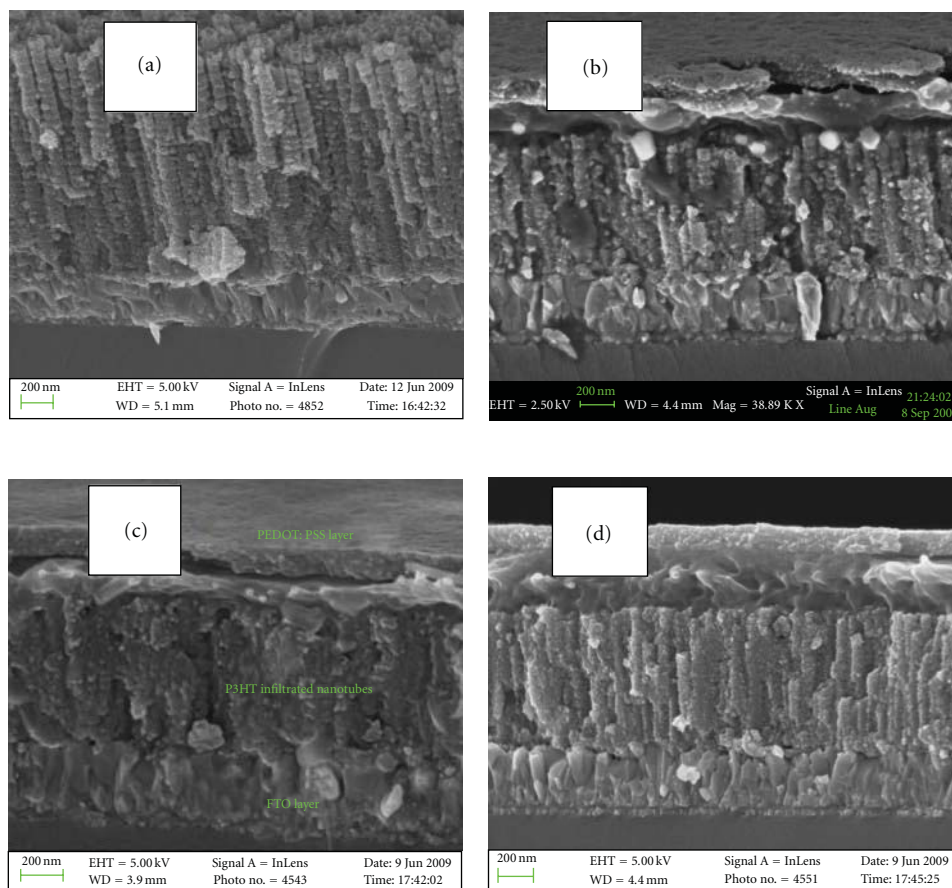 (a)
200 nm EHT = 5.00 kV Signal A = InLens Date: 12 Jun 2009
WD = 5.1 mm Photo no. = 4852 Time: 16:42:32
(b)
200 nm Signal A = InLens 21:24:02
EHT = 2.50 kV WD = 4.4 mm Mag = 38.89 K X Line Aug 8 Sep 200
(c)
PEDOT: PSS layer
P3HT infiltrated nanotubes
FTO layer
200 nm EHT = 5.00 kV Signal A = InLens Date: 9 Jun 2009
WD = 3.9 mm Photo no. = 4543 Time: 17:42:02
(d)
200 nm EHT = 5.00 kV Signal A = InLens Date: 9 Jun 2009
WD = 4.4 mm Photo no. = 4551 Time: 17:45:25